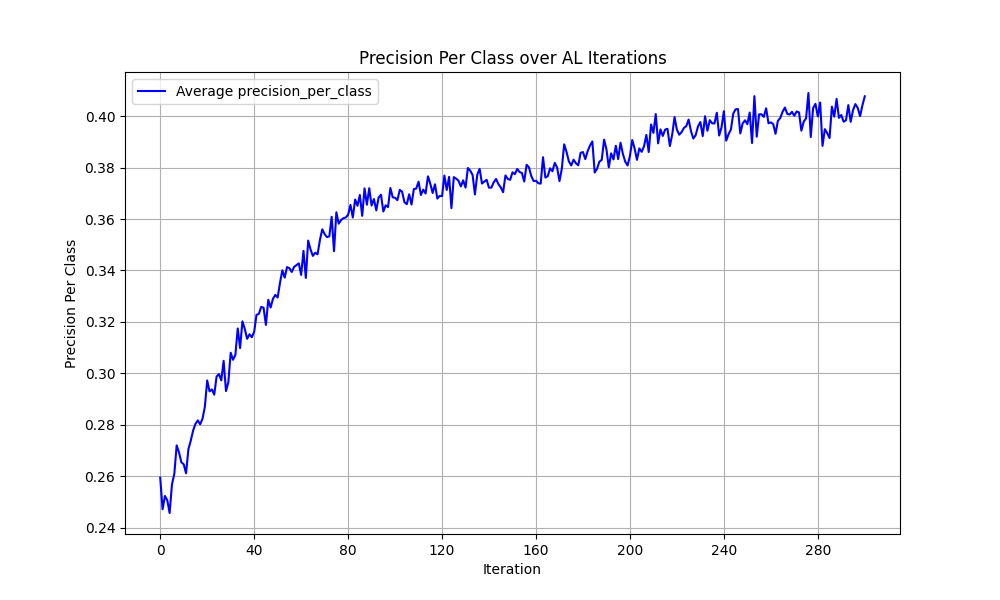 Precision Per Class over AL Iterations
Average precision_per_class
Precision Per Class
0.40
0.38
0.36
0.34
0.32
0.30
0.28
0.26
0.24
0 40 80 120 160 200 240 280
Iteration